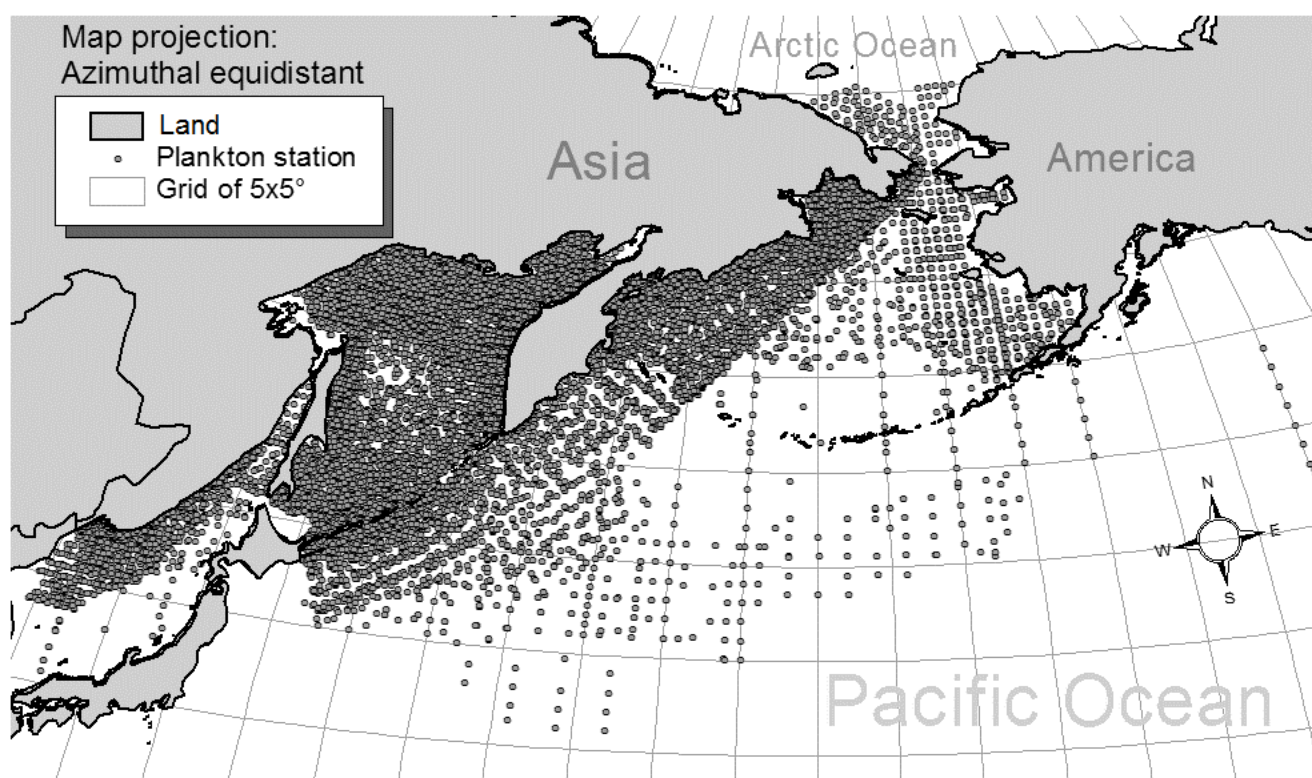 Map projection:
Azimuthal equidistant
Land
Plankton station
Grid of 5x5°
Arctic Ocean
Asia
America
N
W
E
S
Pacific Ocean